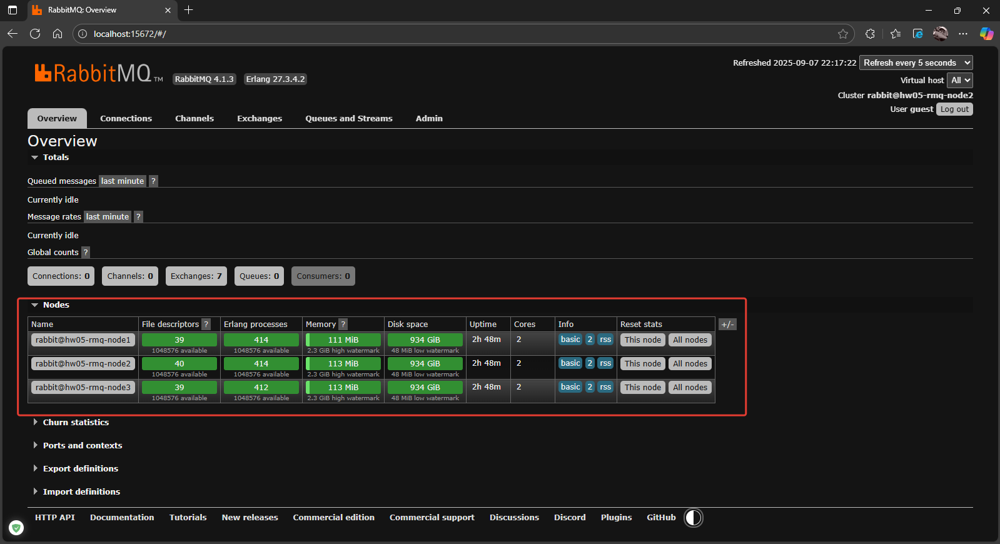 RabbitMQ: Overview
localhost:15672/#/
RabbitMQ TM RabbitMQ 4.1.3 Erlang 27.3.4.2
Refreshed 2025-09-07 22:17:22 Refresh every 5 seconds
Virtual host All
Cluster rabbit@hw05-rmq-node2
User guest Log out
Overview Connections Channels Exchanges Queues and Streams Admin
Overview
Totals
Queued messages last minute ?
Currently idle
Message rates last minute ?
Currently idle
Global counts ?
Connections: 0 Channels: 0 Exchanges: 7 Queues: 0 Consumers: 0
Nodes
Name File descriptors ? Erlang processes Memory ? Disk space Uptime Cores Info Reset stats +/-
rabbit@hw05-rmq-node1 39 414 111 MiB 934 GiB 2h 48m 2 basic 2 rss This node All nodes
1048576 available 1048576 available 2.3 GiB high watermark 48 MiB low watermark
rabbit@hw05-rmq-node2 40 414 113 MiB 934 GiB 2h 48m 2 basic 2 rss This node All nodes
1048576 available 1048576 available 2.3 GiB high watermark 48 MiB low watermark
rabbit@hw05-rmq-node3 39 412 113 MiB 934 GiB 2h 48m 2 basic 2 rss This node All nodes
1048576 available 1048576 available 2.3 GiB high watermark 48 MiB low watermark
Churn statistics
Ports and contexts
Export definitions
Import definitions
HTTP API Documentation Tutorials New releases Commercial edition Commercial support Discussions Discord Plugins GitHub